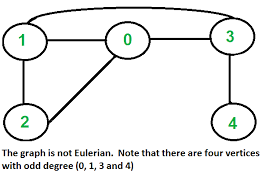 1
0
3
2
4
The graph is not Eulerian.  Note that there are four vertices
with odd degree (0, 1, 3 and 4)